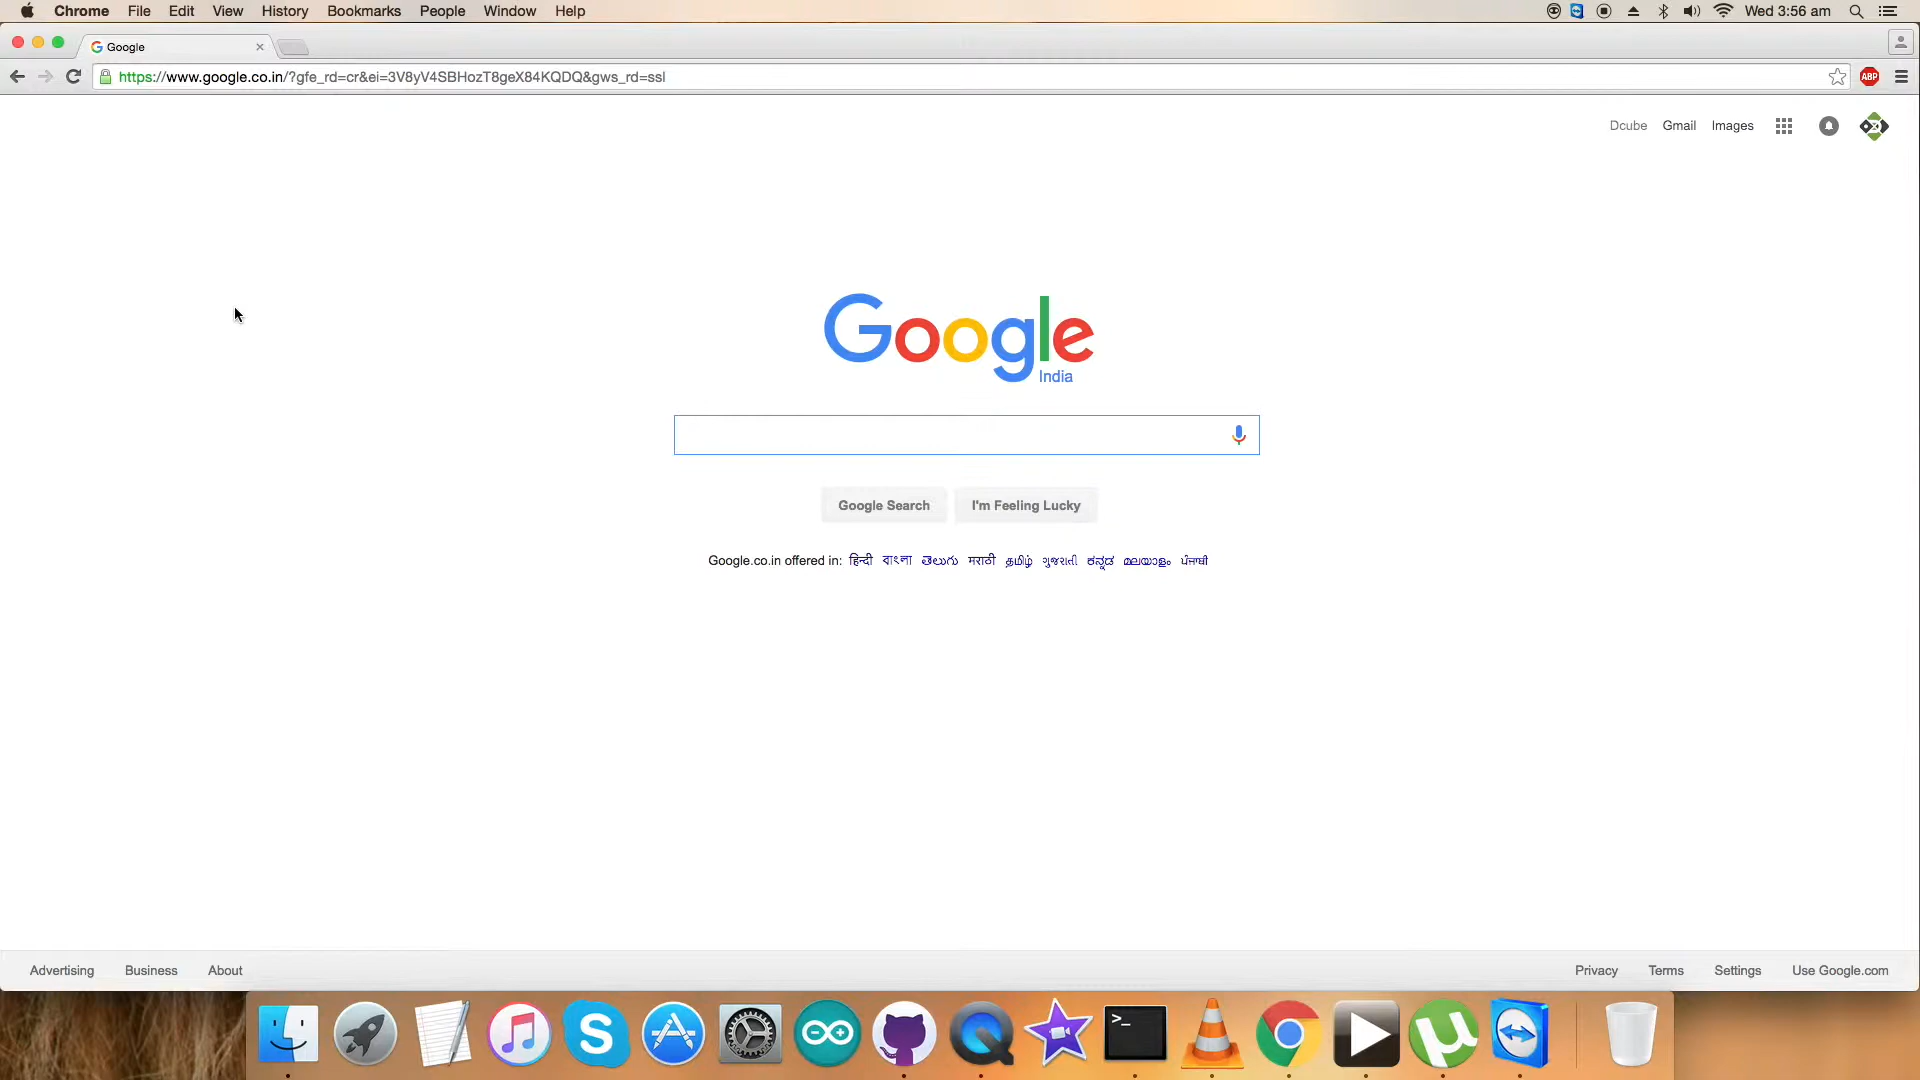 Chrome File Edit View History Bookmarks People Window Help Wed 3:56 am
Google
https://www.google.co.in/?gfe_rd=cr&ei=3V8yV4SBHozT8geX84KQDQ&gws_rd=ssl ABP
Dcube Gmail Images
Google
India
Google Search I'm Feeling Lucky
Google.co.in offered in: हिन्दी বাংলা తెలుగు मराठी தமிழ் ગુજરાતી ಕನ್ನಡ മലയാളം ਪੰਜਾਬੀ
Advertising Business About Privacy Terms Settings Use Google.com